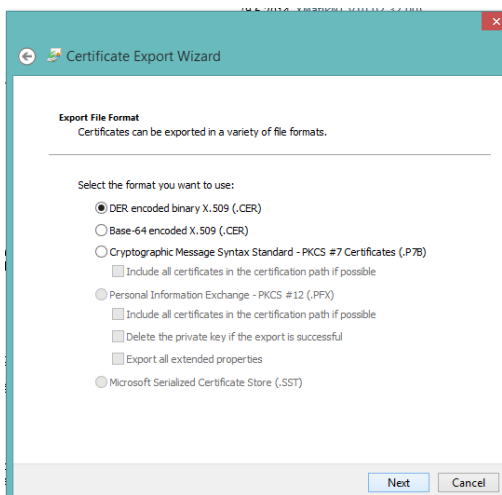 Certificate Export Wizard
Export File Format
Certificates can be exported in a variety of file formats.
Select the format you want to use:
DER encoded binary X.509 (.CER)
Base-64 encoded X.509 (.CER)
Cryptographic Message Syntax Standard - PKCS #7 Certificates (.P7B)
Include all certificates in the certification path if possible
Personal Information Exchange - PKCS #12 (.PFX)
Include all certificates in the certification path if possible
Delete the private key if the export is successful
Export all extended properties
Microsoft Serialized Certificate Store (.SST)
Next Cancel